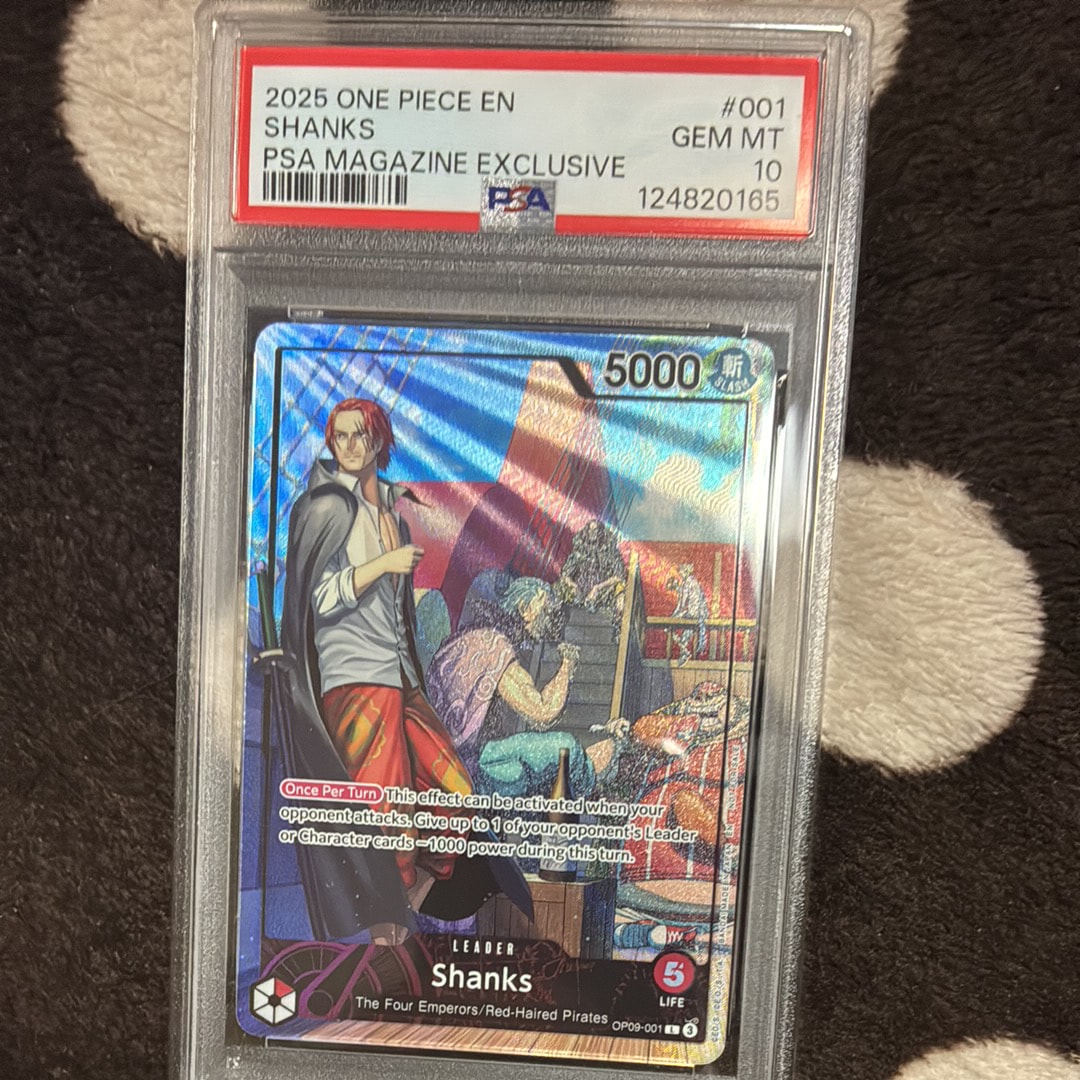 2025 ONE PIECE EN #001
SHANKS GEM MT
PSA MAGAZINE EXCLUSIVE 10
PSA 124820165
5000 斬
SLASH
Once Per Turn This effect can be activated when your
opponent attacks. Give up to 1 of your opponent's Leader
or Character cards −1000 power during this turn.
LEADER
Shanks 5
LIFE
The Four Emperors/Red-Haired Pirates OP09-001 L 3